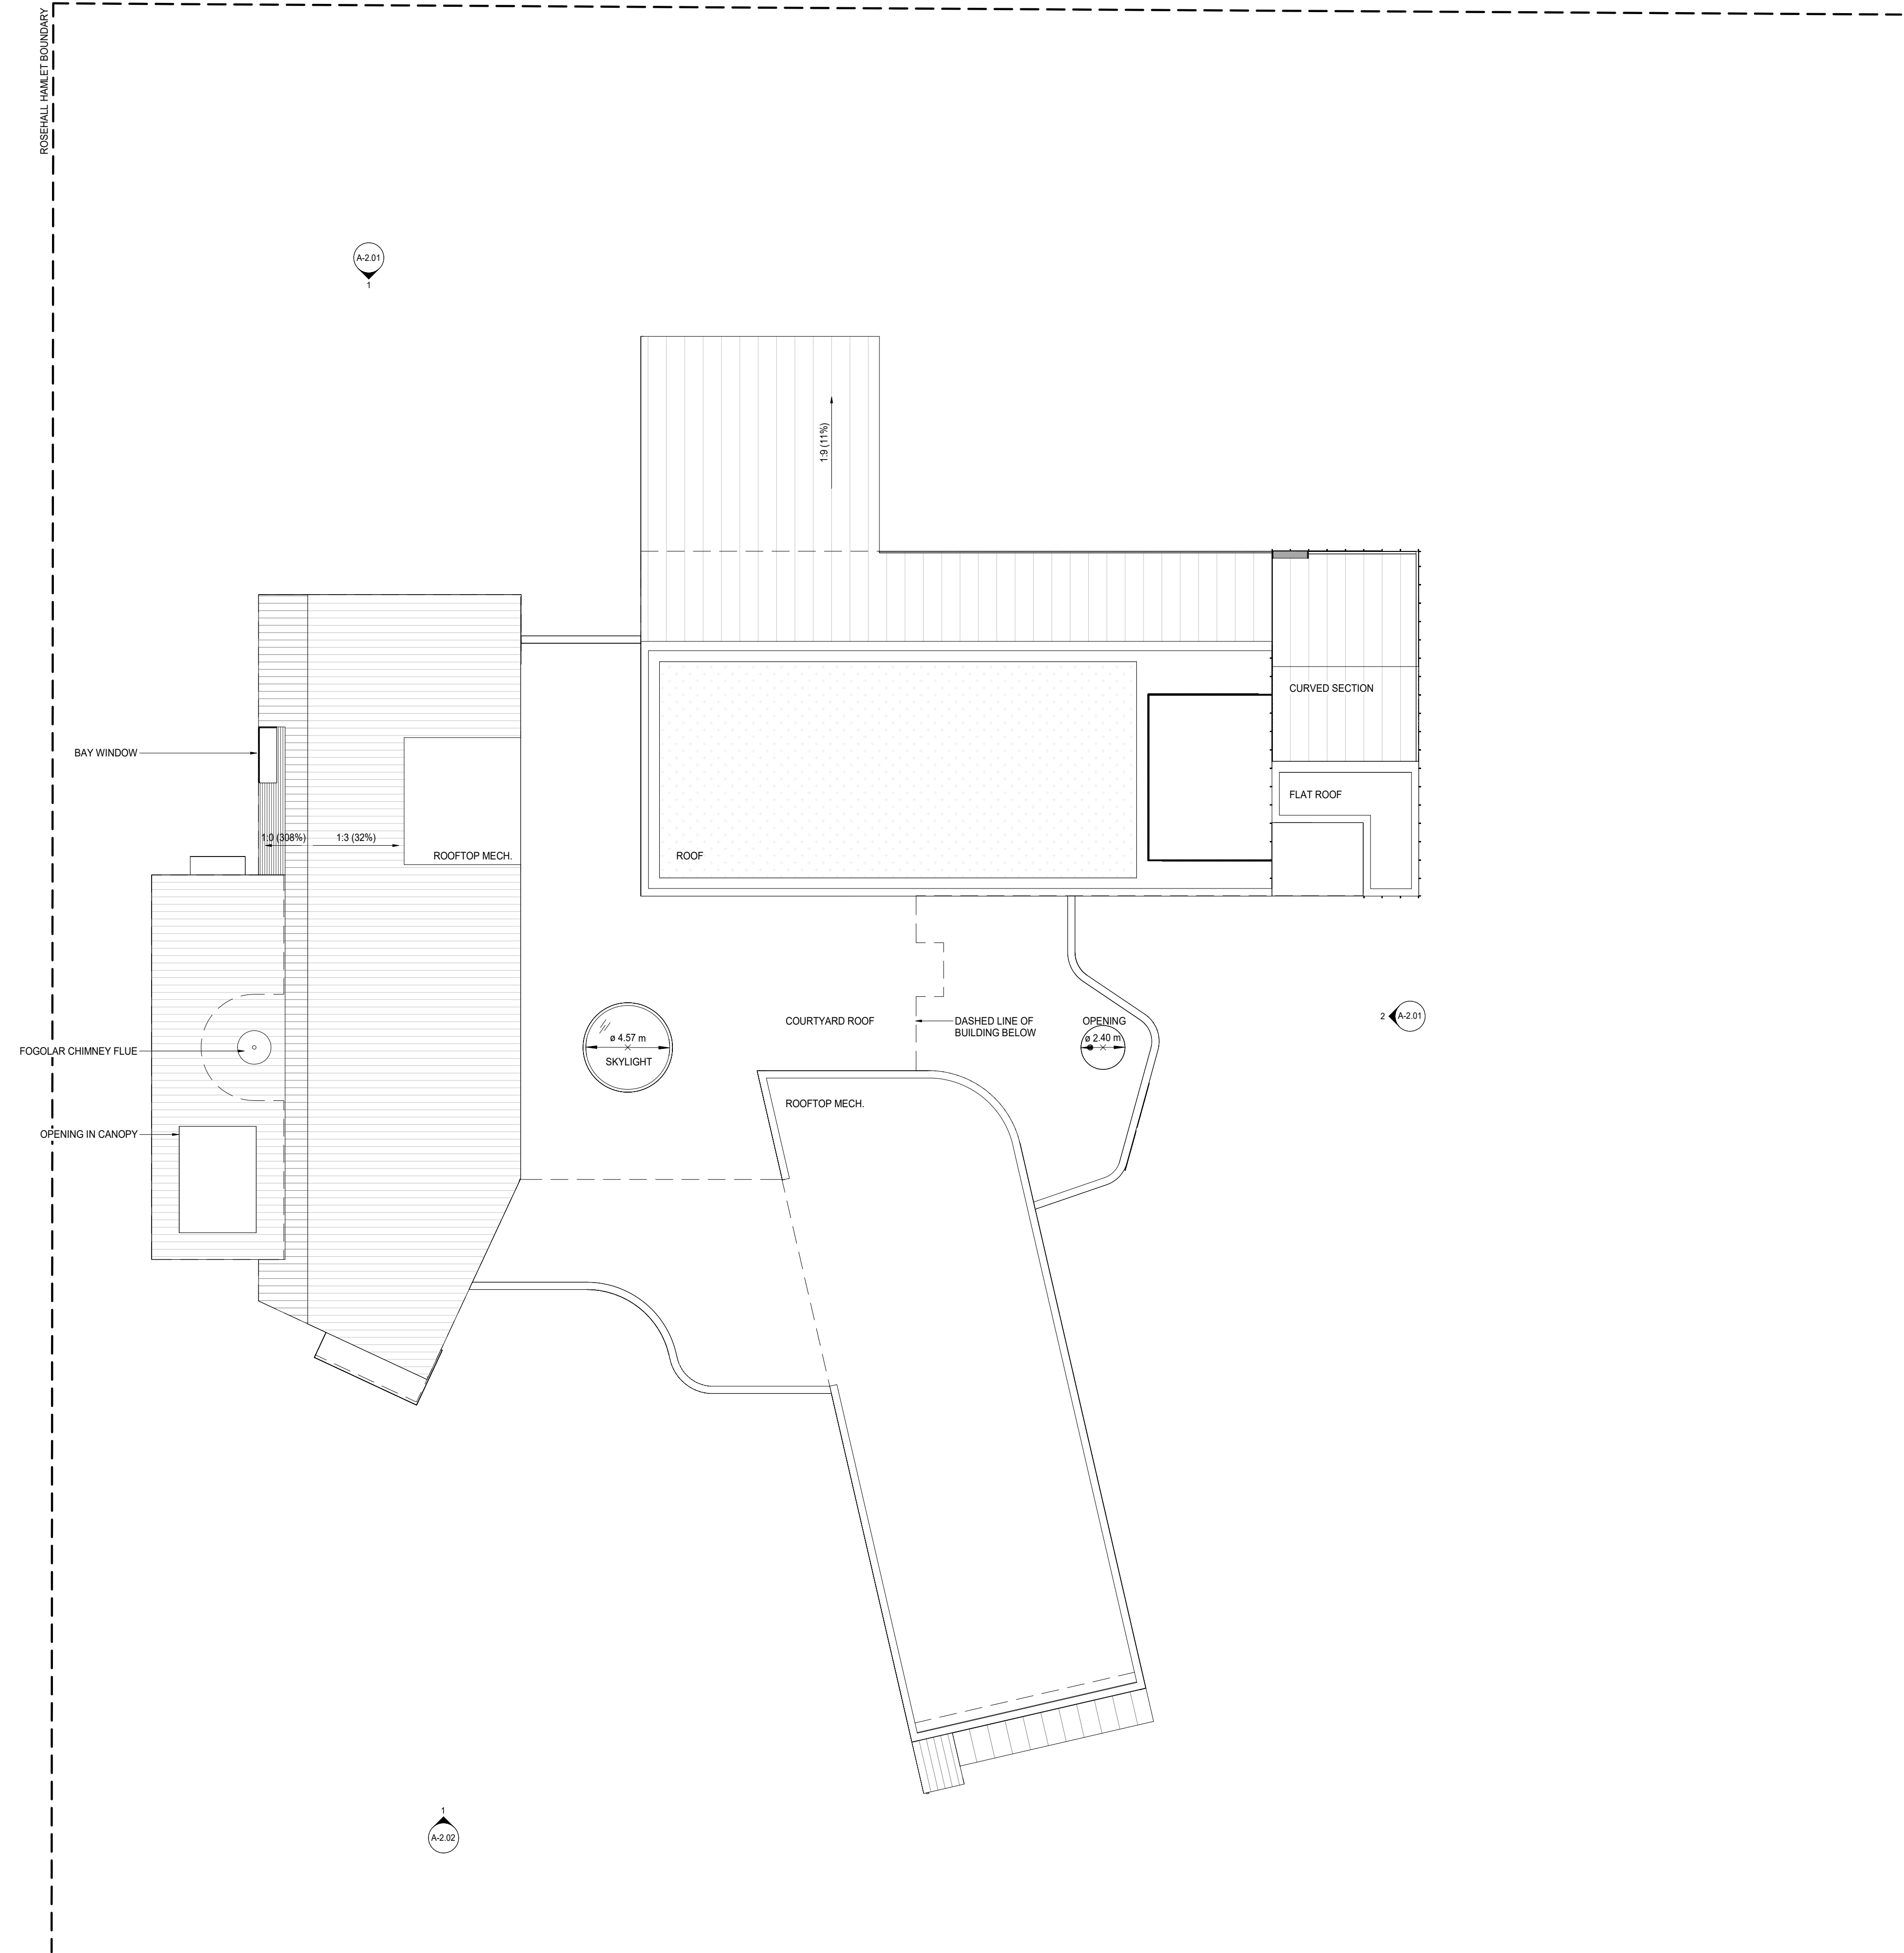 ROSEHALL HAMLET BOUNDARY
A-2.01
1
1:9 (11%)
CURVED SECTION
BAY WINDOW
FLAT ROOF
1:0 (308%)
1:3 (32%)
ROOFTOP MECH.
ROOF
2
A-2.01
COURTYARD ROOF
DASHED LINE OF
BUILDING BELOW
OPENING
ø 2.40 m
ø 4.57 m
SKYLIGHT
FOGOLAR CHIMNEY FLUE
ROOFTOP MECH.
OPENING IN CANOPY
1
A-2.02